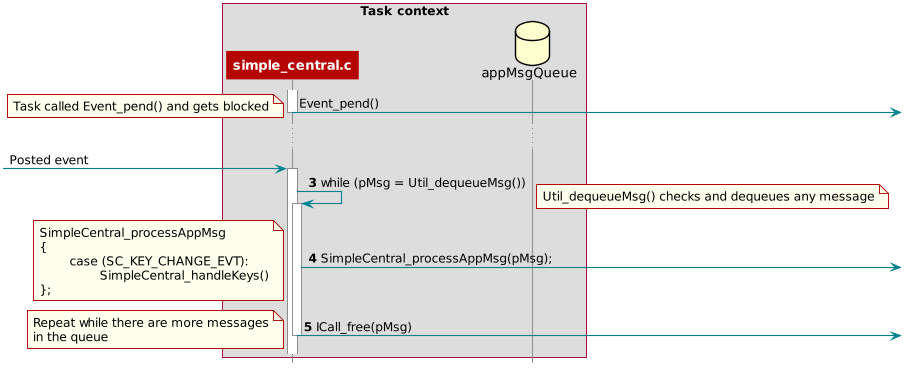 Task context
simple_central.c
appMsgQueue
Task called Event_pend() and gets blocked
Event_pend()
Posted event
3 while (pMsg = Util_dequeueMsg())
Util_dequeueMsg() checks and dequeues any message
SimpleCentral_processAppMsg
{
case (SC_KEY_CHANGE_EVT):
SimpleCentral_handleKeys()
};
4 SimpleCentral_processAppMsg(pMsg);
Repeat while there are more messages
in the queue
5 ICall_free(pMsg)